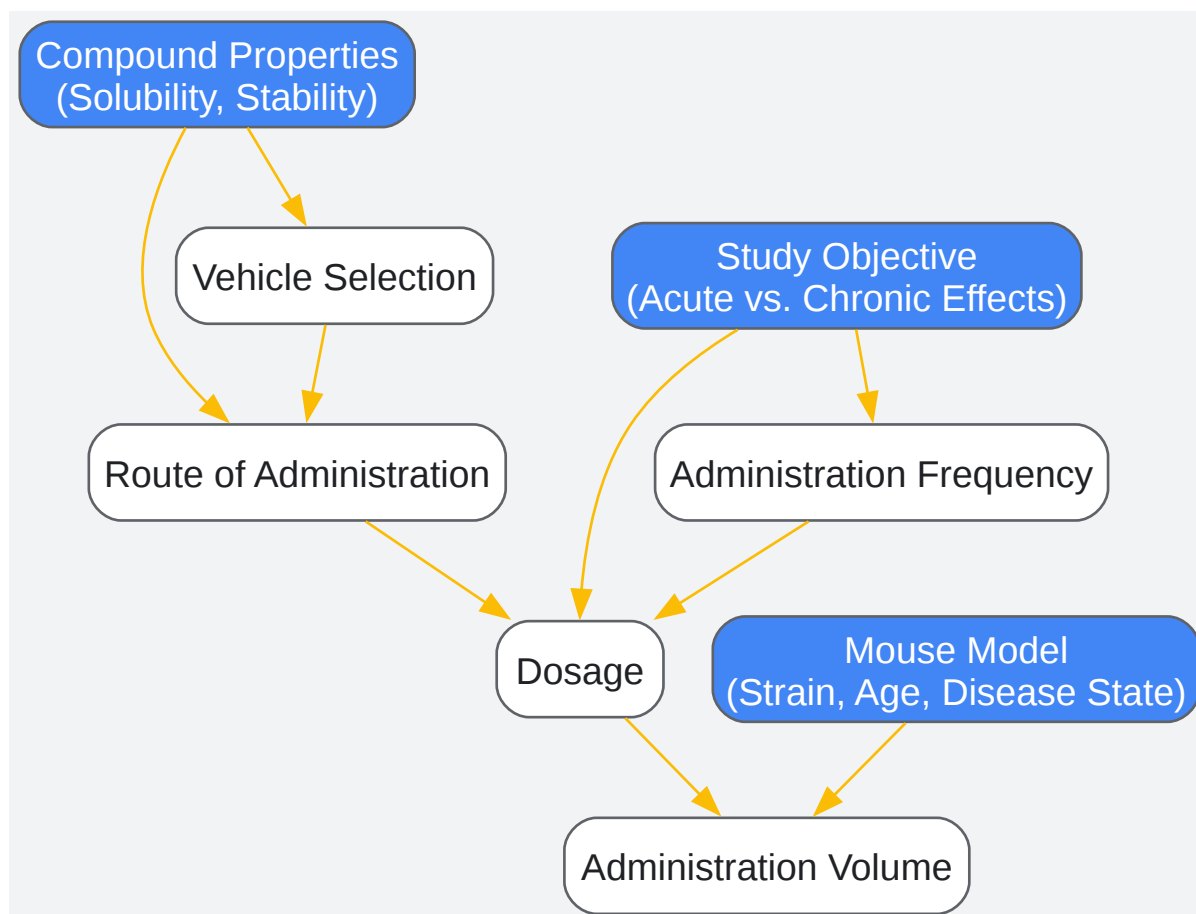 Compound Properties
(Solubility, Stability)
Vehicle Selection
Study Objective
(Acute vs. Chronic Effects)
Route of Administration
Administration Frequency
Dosage
Mouse Model
(Strain, Age, Disease State)
Administration Volume